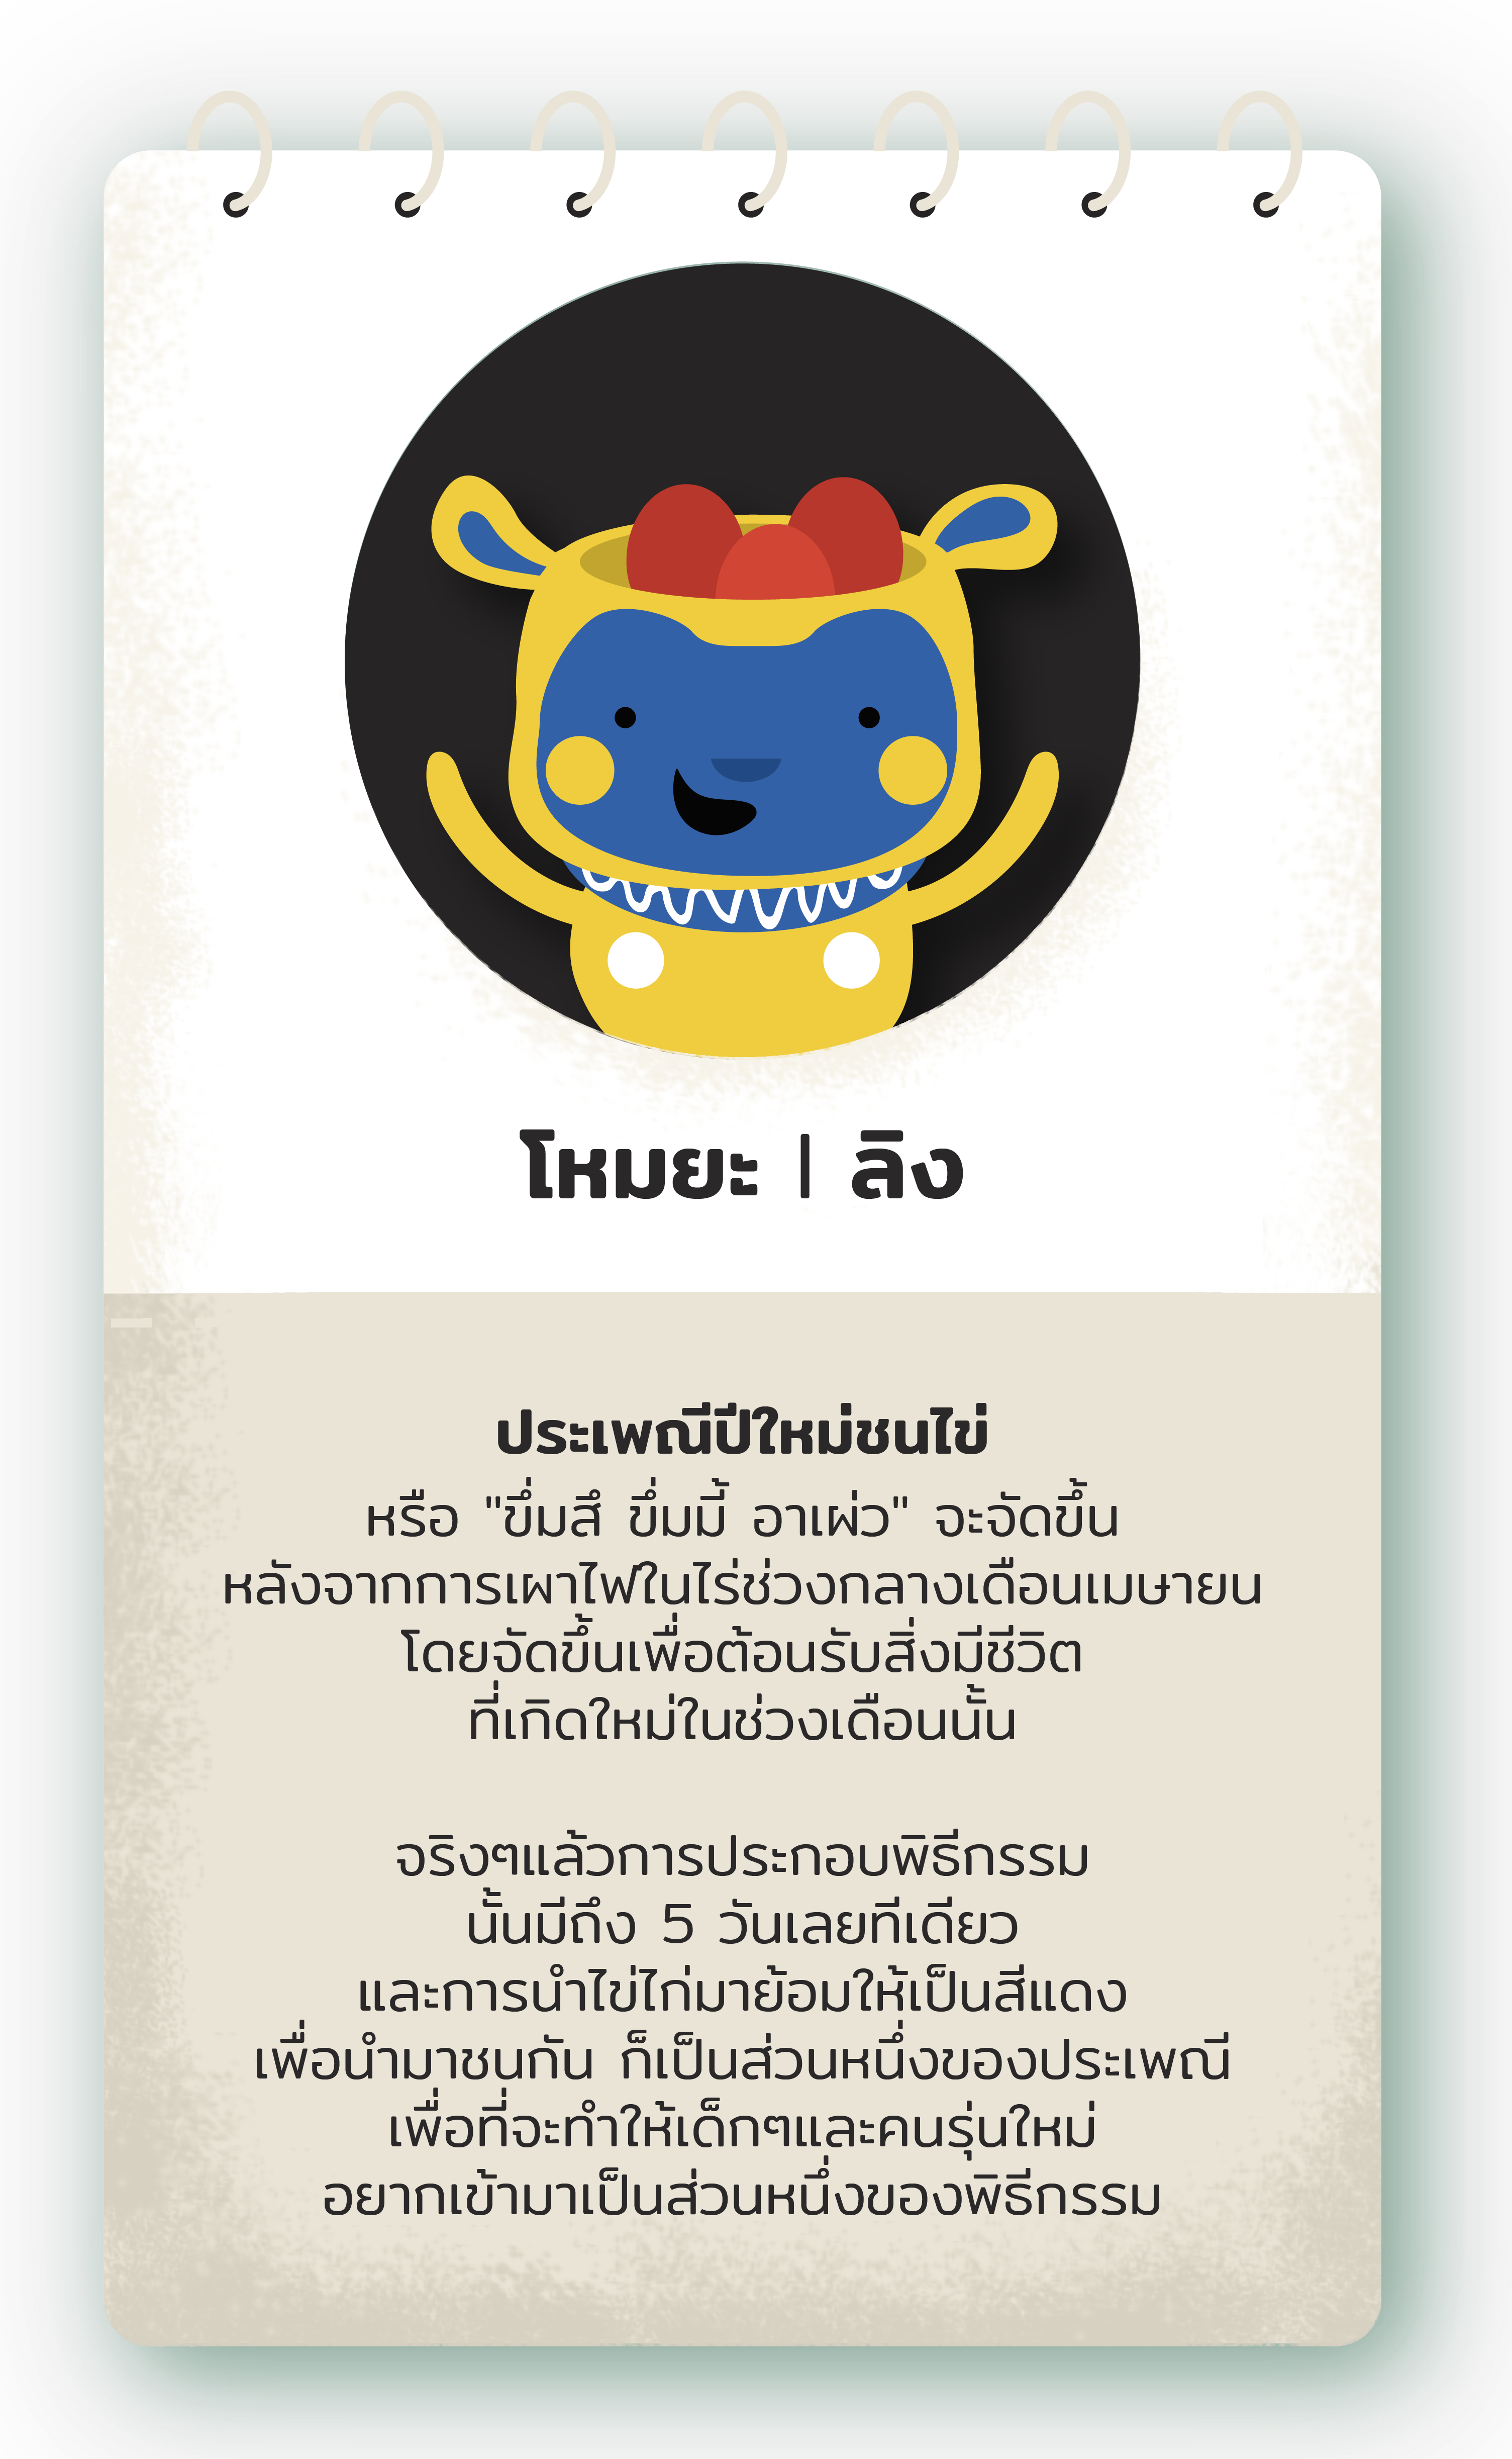 โหมยะ | ลิง
ประเพณีปีใหม่ชนไข่
หรือ "ขึ่มสึ ขึ่มมี้ อาเผ่ว" จะจัดขึ้น
หลังจากการเผาไฟในไร่ช่วงกลางเดือนเมษายน
โดยจัดขึ้นเพื่อต้อนรับสิ่งมีชีวิต
ที่เกิดใหม่ในช่วงเดือนนั้น
จริงๆแล้วการประกอบพิธีกรรม
นั้นมีถึง 5 วันเลยทีเดียว
และการนำไข่ไก่มาย้อมให้เป็นสีแดง
เพื่อนำมาชนกัน ก็เป็นส่วนหนึ่งของประเพณี
เพื่อที่จะทำให้เด็กๆและคนรุ่นใหม่
อยากเข้ามาเป็นส่วนหนึ่งของพิธีกรรม